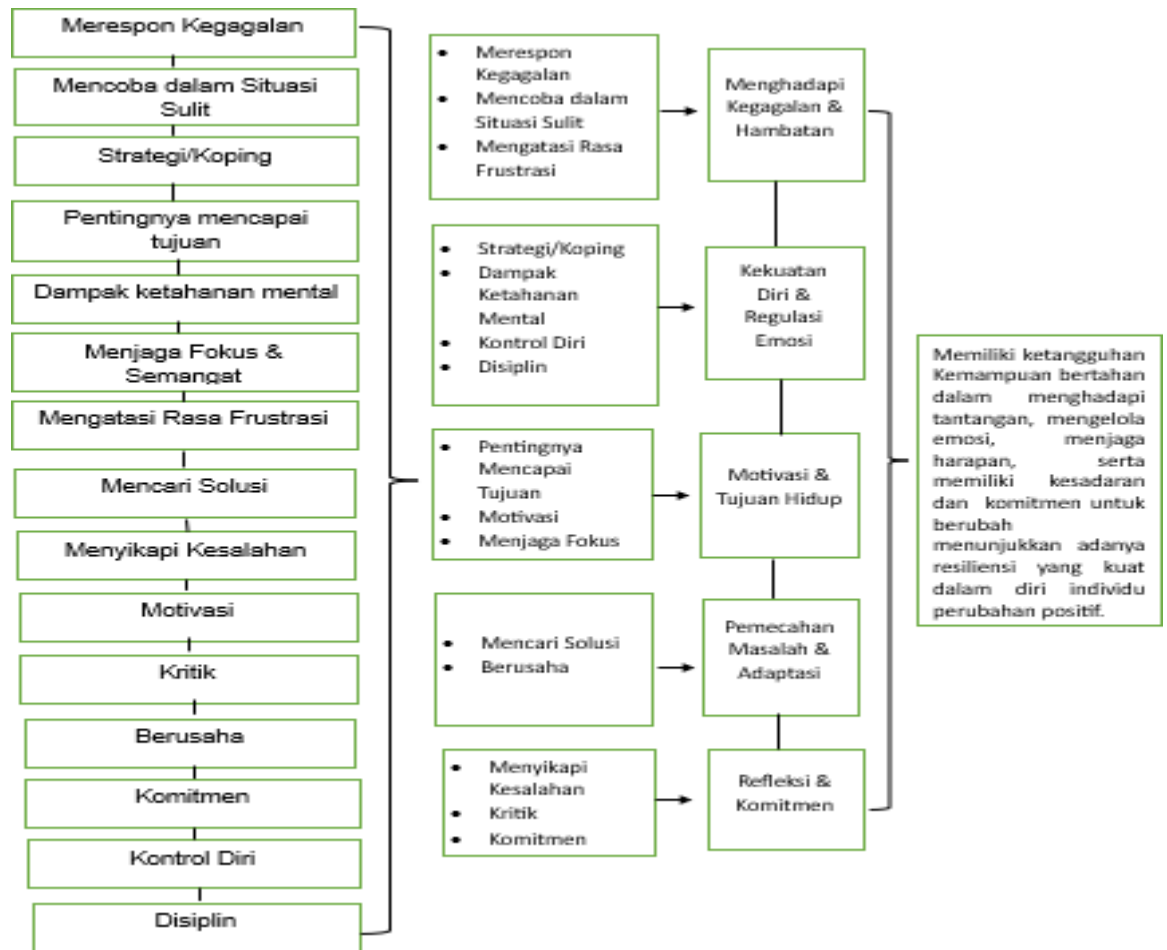 Merespon Kegagalan
Mencoba dalam Situasi
Sulit
Strategi/Koping
Pentingnya mencapai
tujuan
Dampak ketahanan mental
Menjaga Fokus &
Semangat
Mengatasi Rasa Frustrasi
Mencari Solusi
Menyikapi Kesalahan
Motivasi
Kritik
Berusaha
Komitmen
Kontrol Diri
Disiplin
• Merespon
Kegagalan
• Mencoba dalam
Situasi Sulit
• Mengatasi Rasa
Frustrasi
Menghadapi
Kegagalan &
Hambatan
• Strategi/Koping
• Dampak
Ketahanan
Mental
• Kontrol Diri
• Disiplin
Kekuatan
Diri &
Regulasi
Emosi
• Pentingnya
Mencapai
Tujuan
• Motivasi
• Menjaga Fokus
Motivasi &
Tujuan Hidup
• Mencari Solusi
• Berusaha
Pemecahan
Masalah &
Adaptasi
• Menyikapi
Kesalahan
• Kritik
• Komitmen
Refleksi &
Komitmen
Memiliki ketangguhan
Kemampuan bertahan
dalam menghadapi
tantangan, mengelola
emosi, menjaga
harapan, serta
memiliki kesadaran
dan komitmen untuk
berubah
menunjukkan adanya
resiliensi yang kuat
dalam diri individu
perubahan positif.